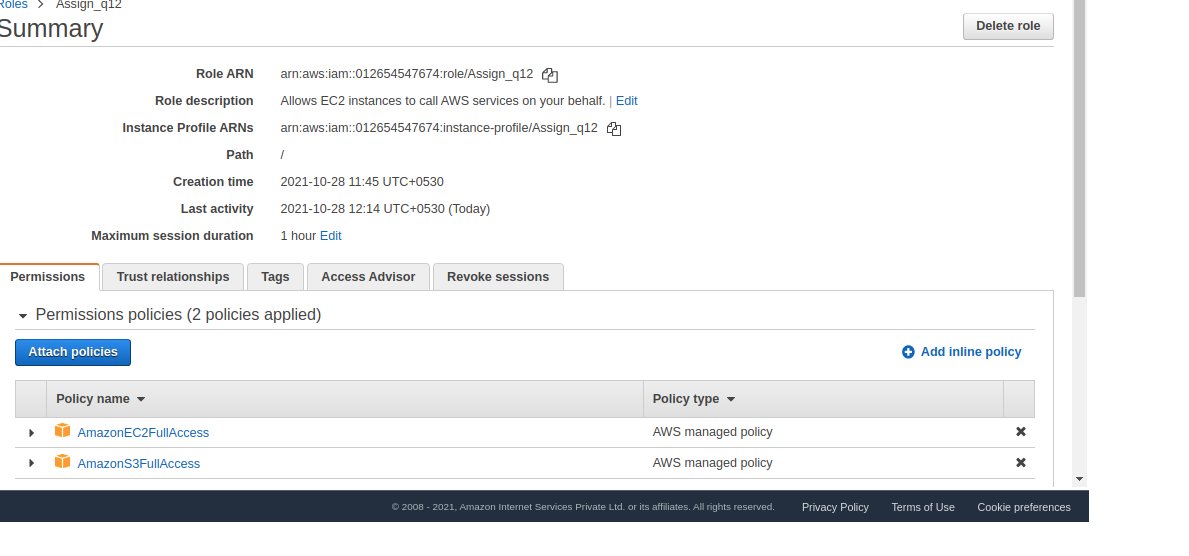 Roles > Assign_q12
Summary
Delete role
Role ARN arn:aws:iam::012654547674:role/Assign_q12
Role description Allows EC2 instances to call AWS services on your behalf. | Edit
Instance Profile ARNs arn:aws:iam::012654547674:instance-profile/Assign_q12
Path /
Creation time 2021-10-28 11:45 UTC+0530
Last activity 2021-10-28 12:14 UTC+0530 (Today)
Maximum session duration 1 hour Edit
Permissions Trust relationships Tags Access Advisor Revoke sessions
Permissions policies (2 policies applied)
Attach policies Add inline policy
Policy name Policy type
AmazonEC2FullAccess AWS managed policy
AmazonS3FullAccess AWS managed policy
© 2008 - 2021, Amazon Internet Services Private Ltd. or its affiliates. All rights reserved. Privacy Policy Terms of Use Cookie preferences